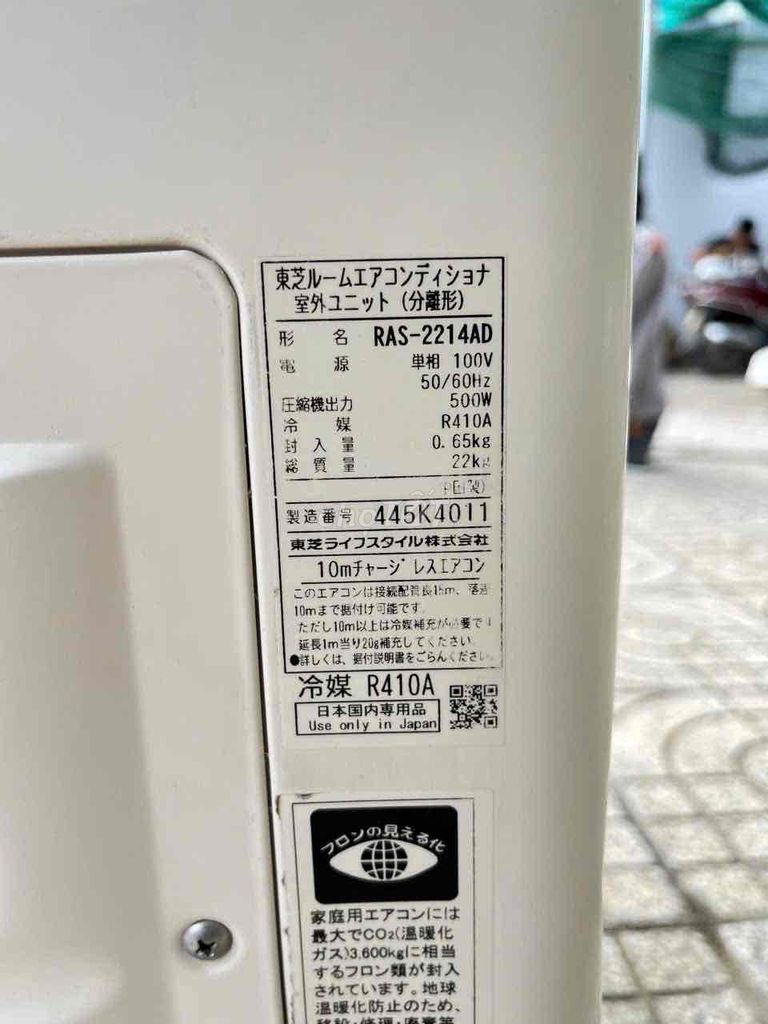 東芝ルームエアコンディショナ
室外ユニット(分離形)
形 名 RAS-2214AD
電 源 単相 100V
50/60Hz
圧縮機出力 500W
冷 媒 R410A
封 入 量 0.65kg
総 質 量 22kg
製造番号 445K4011
東芝ライフスタイル株式会社
10mチャージレスエアコン
このエアコンは接続配管長15m、落差
10mまで据付け可能です。
ただし10m以上は冷媒補充が必要で
延長1m当り20g補充してください。
●詳しくは、据付説明書をごらんください
冷媒 R410A
日本国内専用品
Use only in Japan
フロンの見える化
家庭用エアコンには
最大でCO₂(温暖化
ガス)3,600kgに相当
するフロン類が封入
されています。地球
温暖化防止のため、
移設・修理・廃棄等